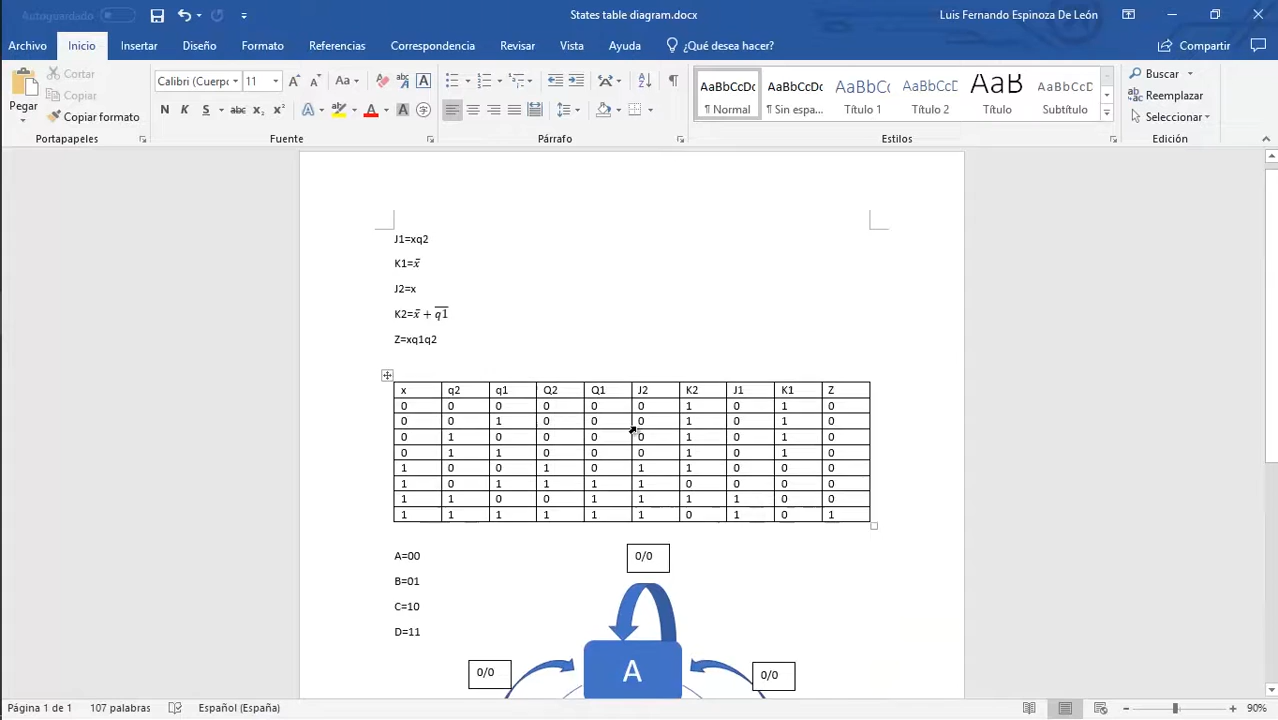 Autoguardado
States table diagram.docx
Luis Fernando Espinoza De León
Archivo Inicio Insertar Diseño Formato Referencias Correspondencia Revisar Vista Ayuda ¿Qué desea hacer? Compartir
Pegar
Cortar
Copiar
Copiar formato
Portapapeles
Calibri (Cuerpo 11
Fuente
Párrafo
AaBbCcDc AaBbCcDc AaBbCc AaBbCcD AaB AaBbCcD
¶ Normal ¶ Sin espa... Título 1 Título 2 Título Subtítulo
Estilos
Buscar
Reemplazar
Seleccionar
Edición
J1=xq2
K1=x̄
J2=x
K2=x̄ + q1̅
Z=xq1q2
x q2 q1 Q2 Q1 J2 K2 J1 K1 Z
0 0 0 0 0 0 1 0 1 0
0 0 1 0 0 0 1 0 1 0
0 1 0 0 0 0 1 0 1 0
0 1 1 0 0 0 1 0 1 0
1 0 0 1 0 1 1 0 0 0
1 0 1 1 1 1 0 0 0 0
1 1 0 0 1 1 1 1 0 0
1 1 1 1 1 1 0 1 0 1
A=00
B=01
C=10
D=11
0/0
0/0
A
0/0
Página 1 de 1 107 palabras Español (España) 90%